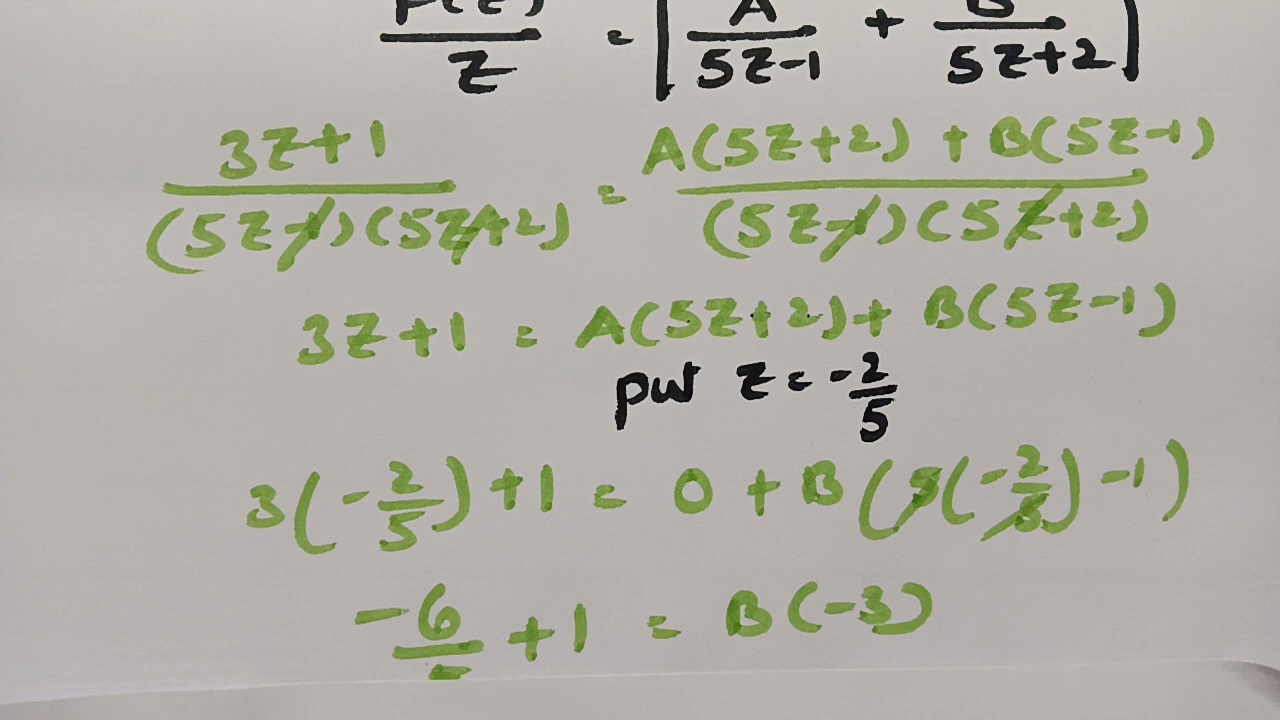 F(z)/Z = [A/(5Z-1) + B/(5Z+2)]
3Z+1/((5Z-1)(5Z+2)) = A(5Z+2) + B(5Z-1)/((5Z-1)(5Z+2))
3Z+1 = A(5Z+2) + B(5Z-1)
put Z = -2/5
3(-2/5)+1 = 0 + B(5(-2/5)-1)
-6/5 + 1 = B(-3)